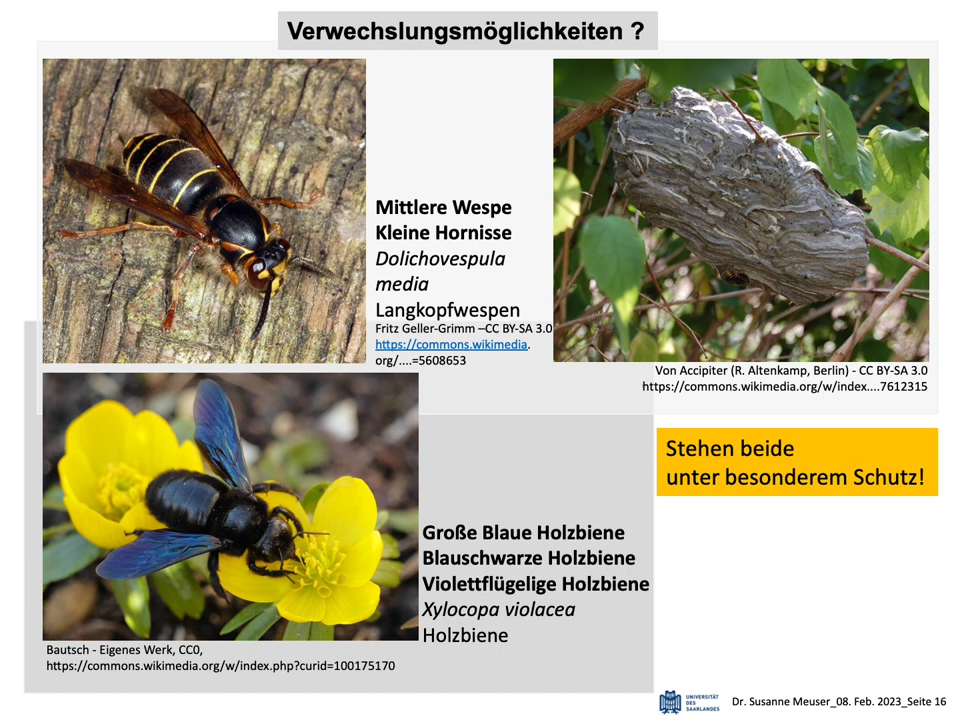 Verwechslungsmöglichkeiten ?
Mittlere Wespe
Kleine Hornisse
Dolichovespula
media
Langkopfwespen
Fritz Geller-Grimm –CC BY-SA 3.0
https://commons.wikimedia.
org/....=5608653
Von Accipiter (R. Altenkamp, Berlin) - CC BY-SA 3.0
https://commons.wikimedia.org/w/index....7612315
Stehen beide
unter besonderem Schutz!
Große Blaue Holzbiene
Blauschwarze Holzbiene
Violettflügelige Holzbiene
Xylocopa violacea
Holzbiene
Bautsch - Eigenes Werk, CC0,
https://commons.wikimedia.org/w/index.php?curid=100175170
UNIVERSITÄT
DES
SAARLANDES
Dr. Susanne Meuser_08. Feb. 2023_Seite 16